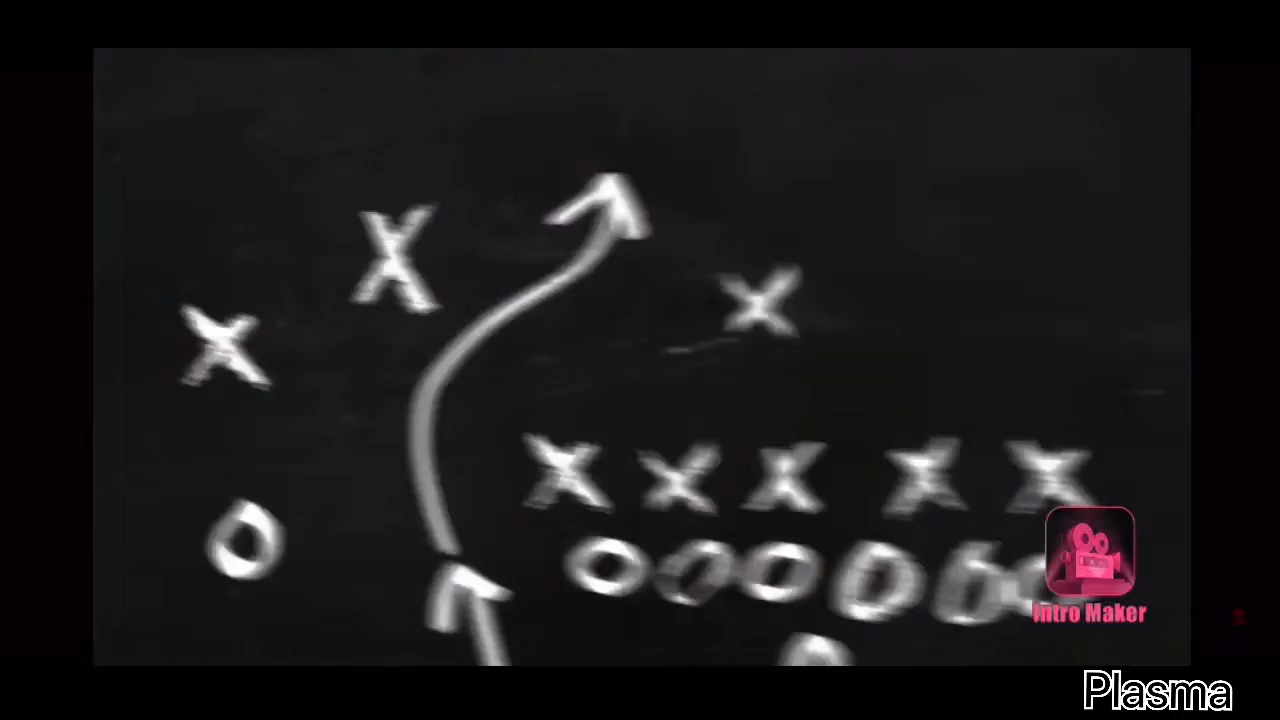 X
X
X
X X X X X
O O O O O O O
O
Intro Maker
Plasma